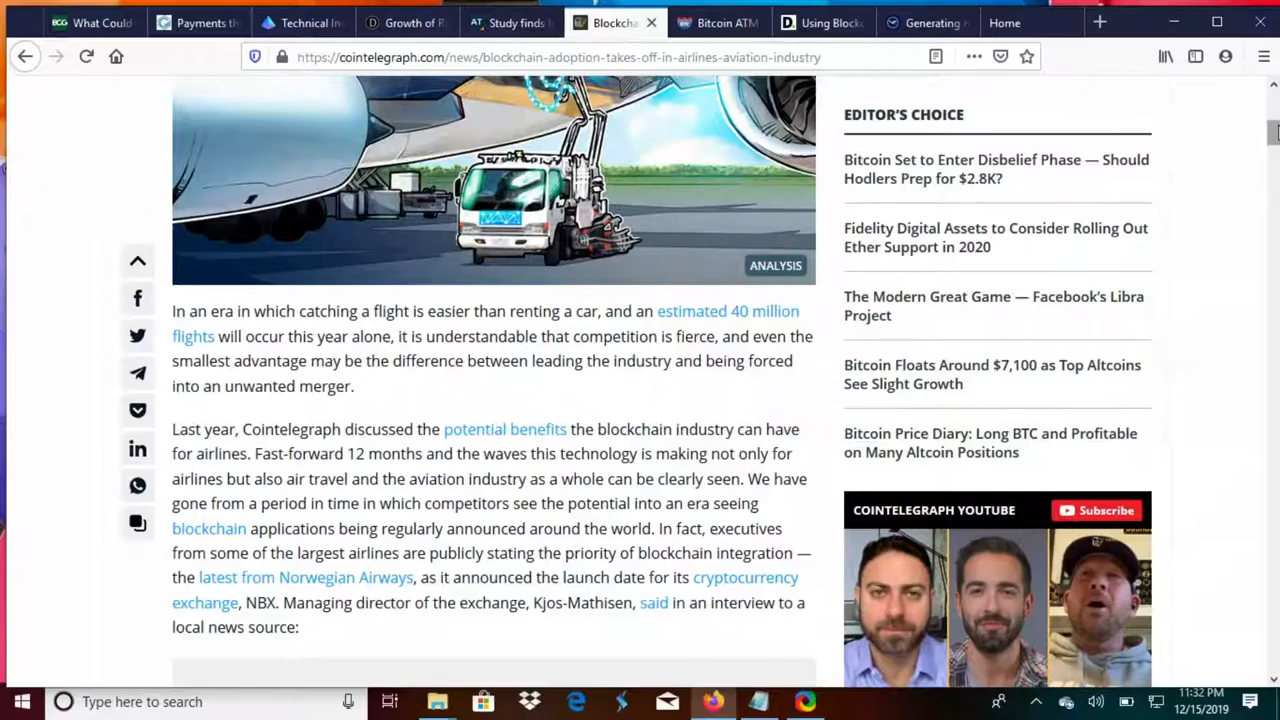 What Could
Payments th
Technical In
Growth of R
Study finds
Blockcha
Bitcoin ATM
Using Block
Generating
Home
https://cointelegraph.com/news/blockchain-adoption-takes-off-in-airlines-aviation-industry
ANALYSIS
In an era in which catching a flight is easier than renting a car, and an estimated 40 million
flights will occur this year alone, it is understandable that competition is fierce, and even the
smallest advantage may be the difference between leading the industry and being forced
into an unwanted merger.
Last year, Cointelegraph discussed the potential benefits the blockchain industry can have
for airlines. Fast-forward 12 months and the waves this technology is making not only for
airlines but also air travel and the aviation industry as a whole can be clearly seen. We have
gone from a period in time in which competitors see the potential into an era seeing
blockchain applications being regularly announced around the world. In fact, executives
from some of the largest airlines are publicly stating the priority of blockchain integration —
the latest from Norwegian Airways, as it announced the launch date for its cryptocurrency
exchange, NBX. Managing director of the exchange, Kjos-Mathisen, said in an interview to a
local news source:
EDITOR'S CHOICE
Bitcoin Set to Enter Disbelief Phase — Should
Hodlers Prep for $2.8K?
Fidelity Digital Assets to Consider Rolling Out
Ether Support in 2020
The Modern Great Game — Facebook's Libra
Project
Bitcoin Floats Around $7,100 as Top Altcoins
See Slight Growth
Bitcoin Price Diary: Long BTC and Profitable
on Many Altcoin Positions
COINTELEGRAPH YOUTUBE
Subscribe
Type here to search
11:32 PM
12/15/2019